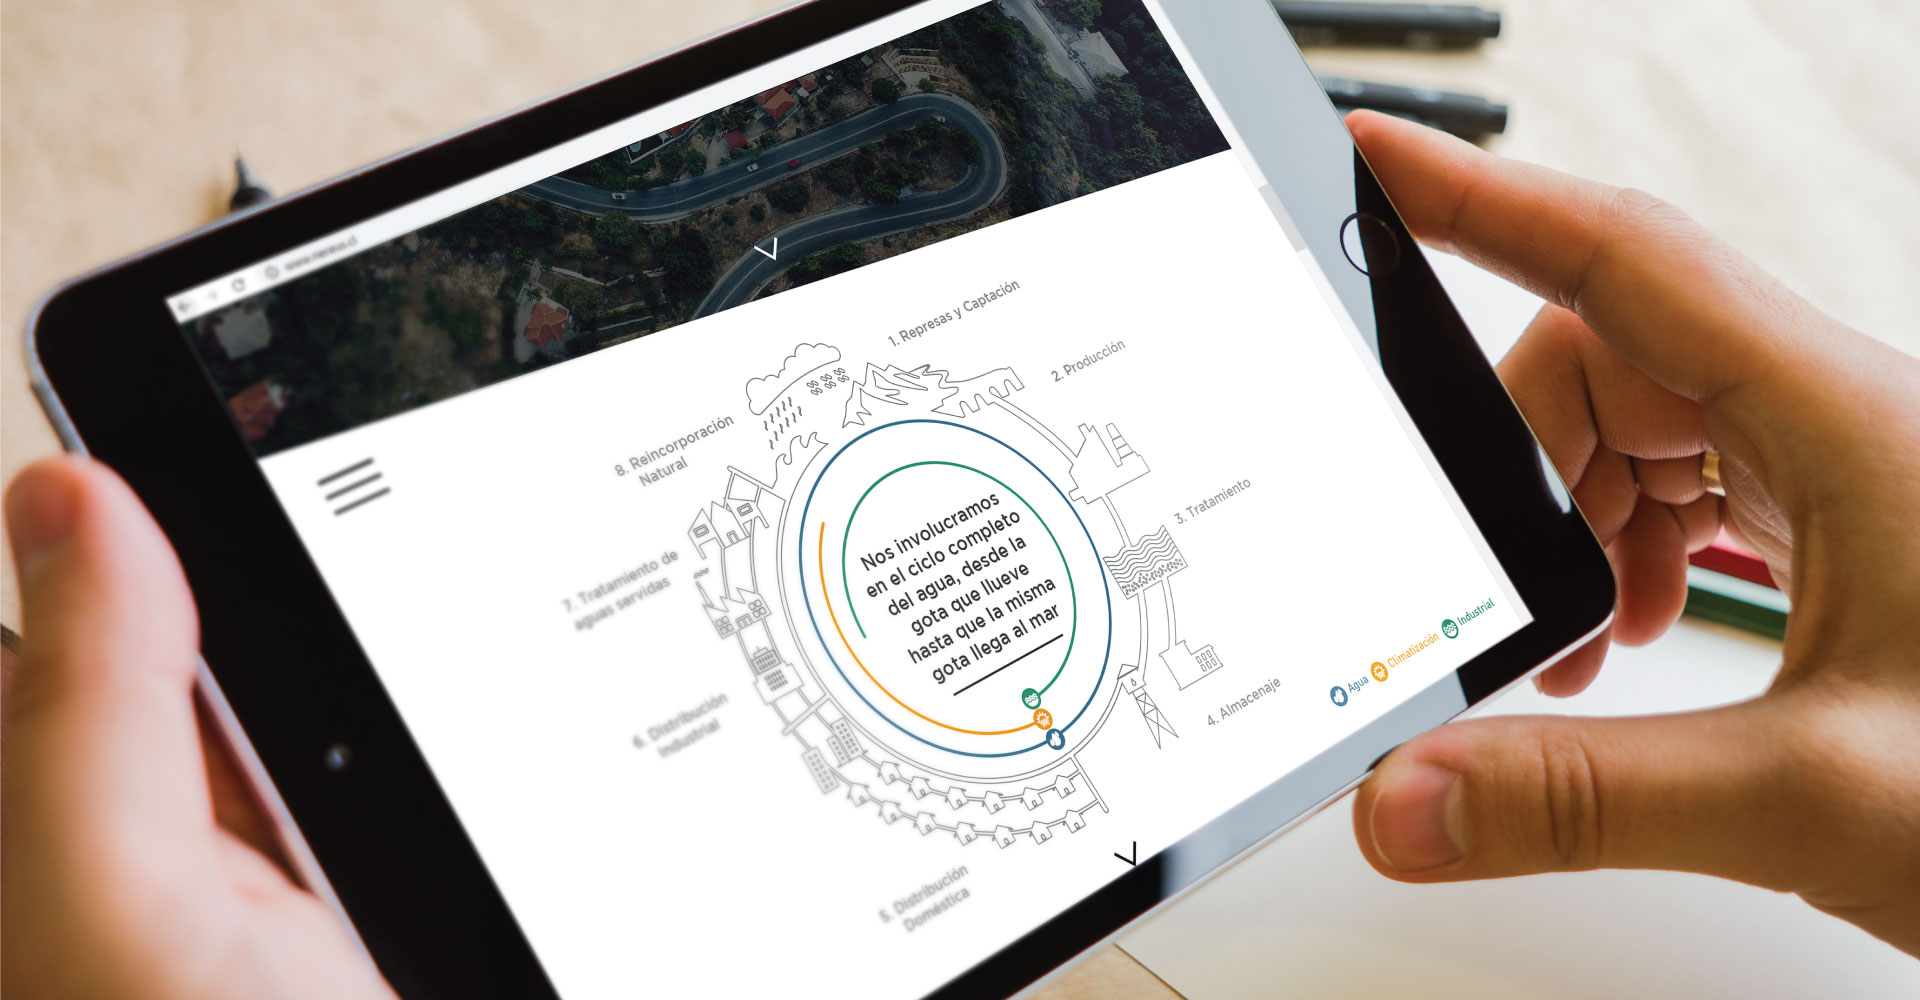 www.nereus.cl
1. Represas y Captación
2. Producción
3. Tratamiento
4. Almacenaje
5. Distribución
Doméstica
6. Distribución
Industrial
7. Tratamiento de
aguas servidas
8. Reincorporación
Natural
Nos involucramos
en el ciclo completo
del agua, desde la
gota que llueve
hasta que la misma
gota llega al mar
Agua
Climatización
Industrial